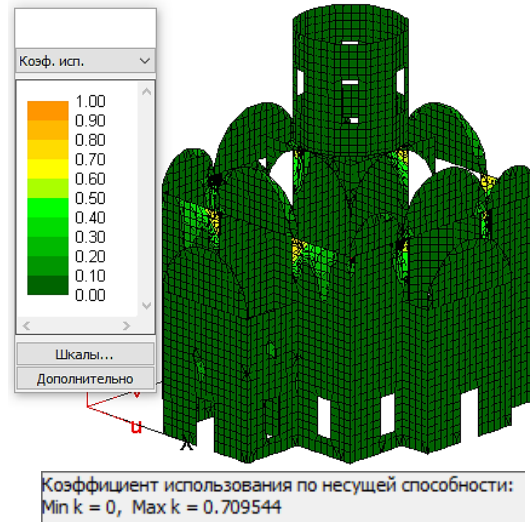 Коэф. исп.
1.00
0.90
0.80
0.70
0.60
0.50
0.40
0.30
0.20
0.10
0.00
Шкалы...
Дополнительно
v
u
Коэффициент использования по несущей способности:
Min k = 0, Max k = 0.709544